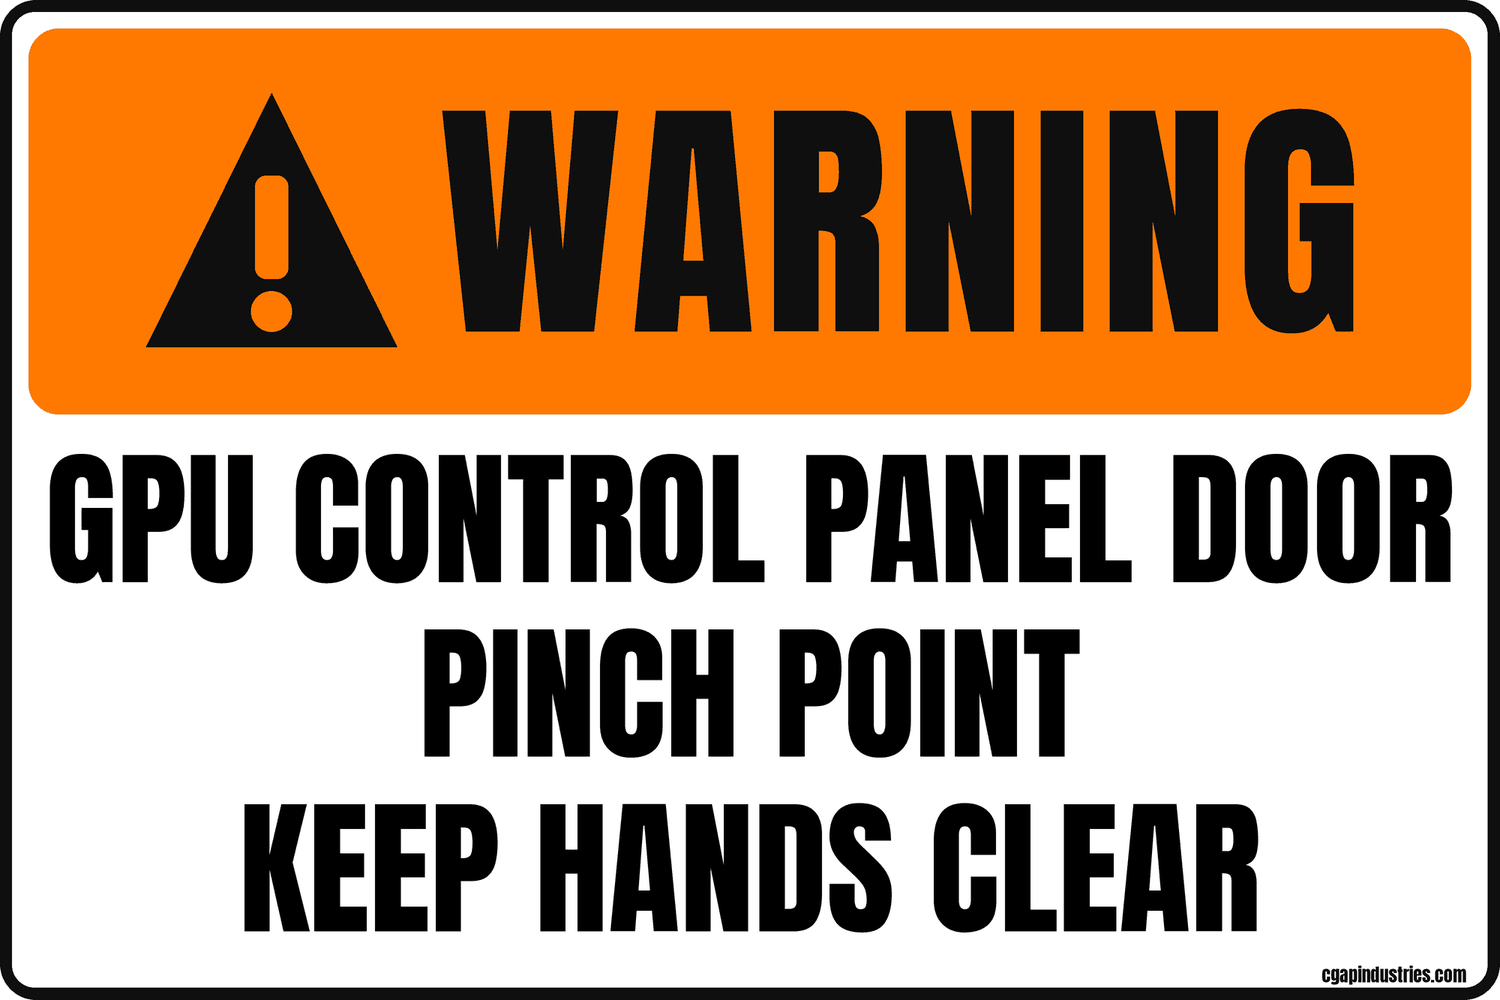 WARNING
GPU CONTROL PANEL DOOR
PINCH POINT
KEEP HANDS CLEAR
cgapindustries.com